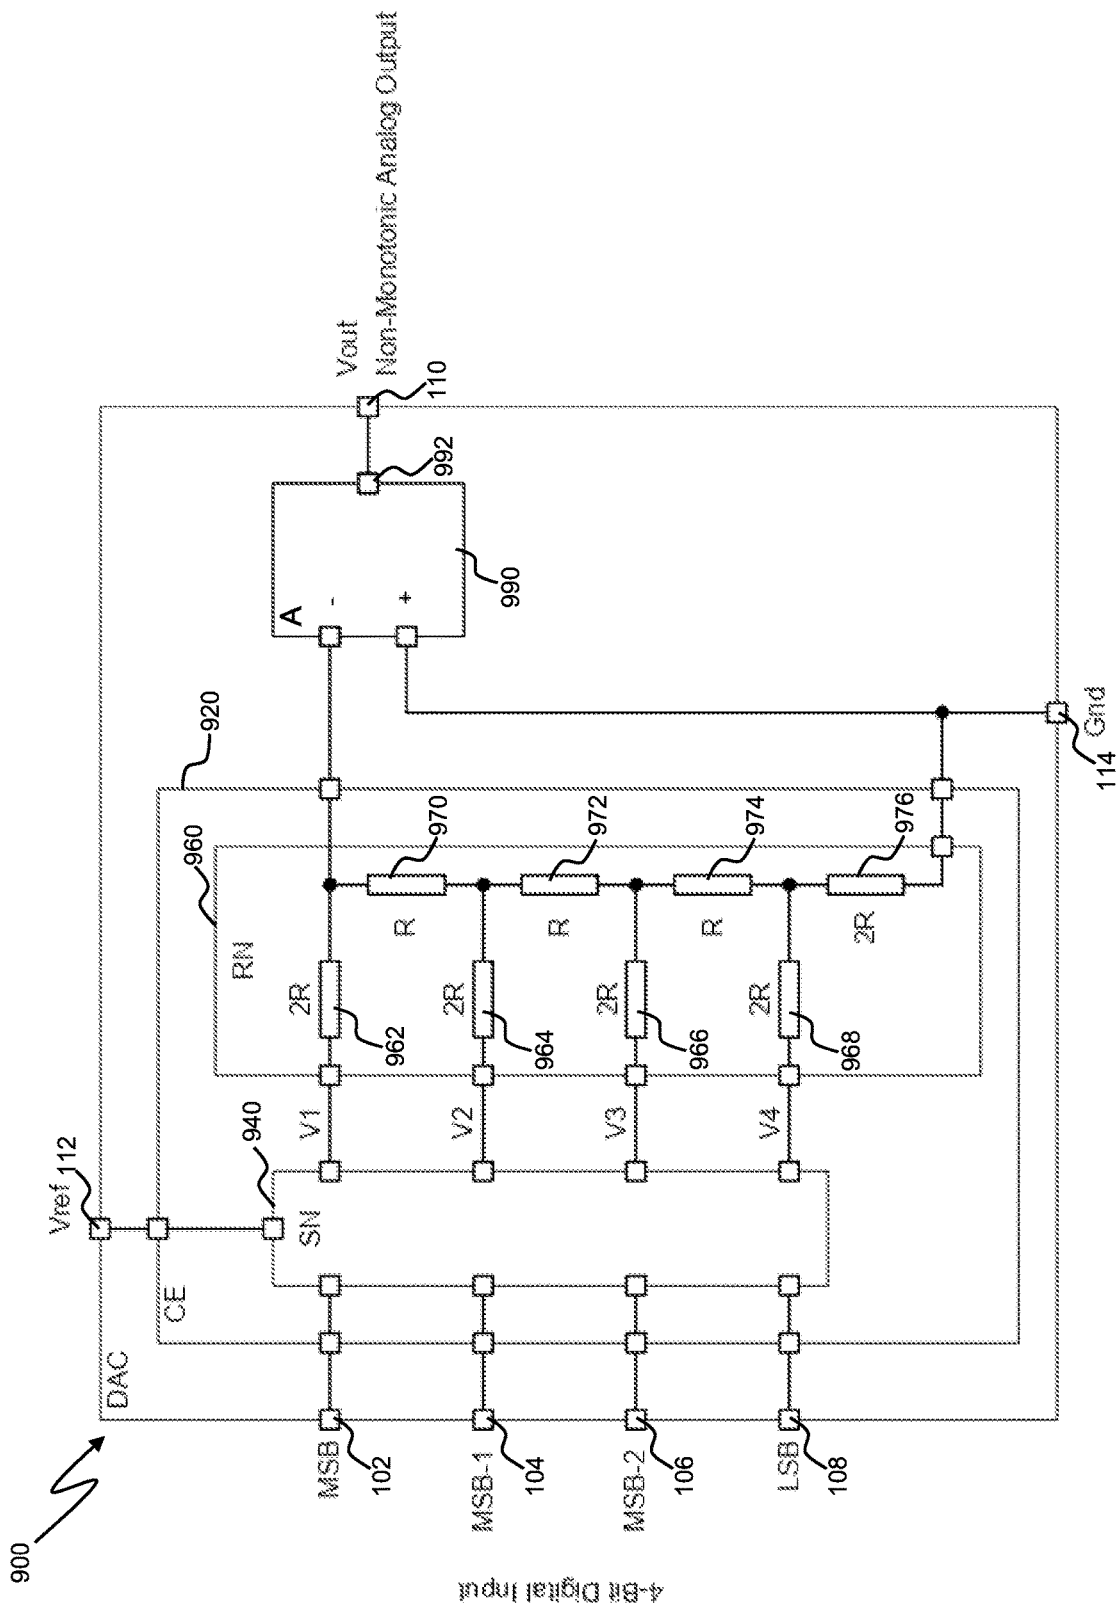 900
DAC
Vref 112
CE
920
960
940
SN
RN
4-Bit Digital Input
MSB
102
V1
2R
962
MSB-1
104
V2
2R
964
MSB-2
106
V3
2R
966
LSB
108
V4
2R
968
R
970
R
972
R
974
2R
976
A
-
+
990
992
Vout
110
Non-Monotonic Analog Output
Gnd
114